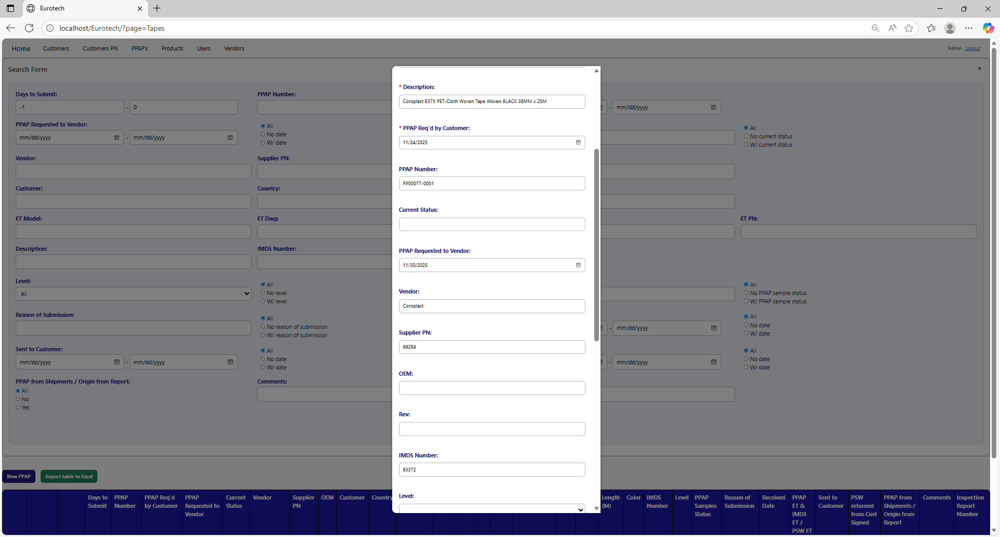 Eurotech
localhost/Eurotech/?page=Tapes
Home Customers Customers PN PPAP's Products Users Vendors Admin Logout
Search Form
Days to Submit:
-1 - 0
PPAP Number:
- mm/dd/yyyy
PPAP Requested to Vendor:
mm/dd/yyyy - mm/dd/yyyy
All
No date
W/ date
All
No current status
W/ current status
Vendor:
Supplier PN:
Customer:
Country:
ET Model:
ET Dwg:
ET PN:
Description:
IMDS Number:
Level:
All
All
No level
W/ level
All
No PPAP sample status
W/ PPAP sample status
Reason of Submission:
All
No reason of submission
W/ reason of submission
- mm/dd/yyyy
All
No date
W/ date
Sent to Customer:
mm/dd/yyyy - mm/dd/yyyy
All
No date
W/ date
- mm/dd/yyyy
All
No date
W/ date
PPAP from Shipments / Origin from Report:
All
No
Yes
Comments:
* Description:
Coroplast 837X PET-Cloth Woven Tape Woven BLACK 38MM x 25M
* PPAP Req'd by Customer:
11/24/2025
PPAP Number:
PP00077-0001
Current Status:
PPAP Requested to Vendor:
11/30/2025
Vendor:
Coroplast
Supplier PN:
99264
OEM:
Rev:
IMDS Number:
63372
Level:
New PPAP Export table to Excel
Days to
Submit
PPAP
Number
PPAP Req'd
by Customer
PPAP
Requested to
Vendor
Current
Status
Vendor
Supplier
PN
OEM
Customer
Country
Length
(M)
Color
IMDS
Number
Level
PPAP
Samples
Status
Reason of
Submission
Received
Date
PPAP
ET &
IMDS
ET /
PSW ET
Sent to
Customer
PSW
returned
from Cust
Signed
PPAP from
Shipments /
Origin from
Report
Comments
Inspection
Report
Number